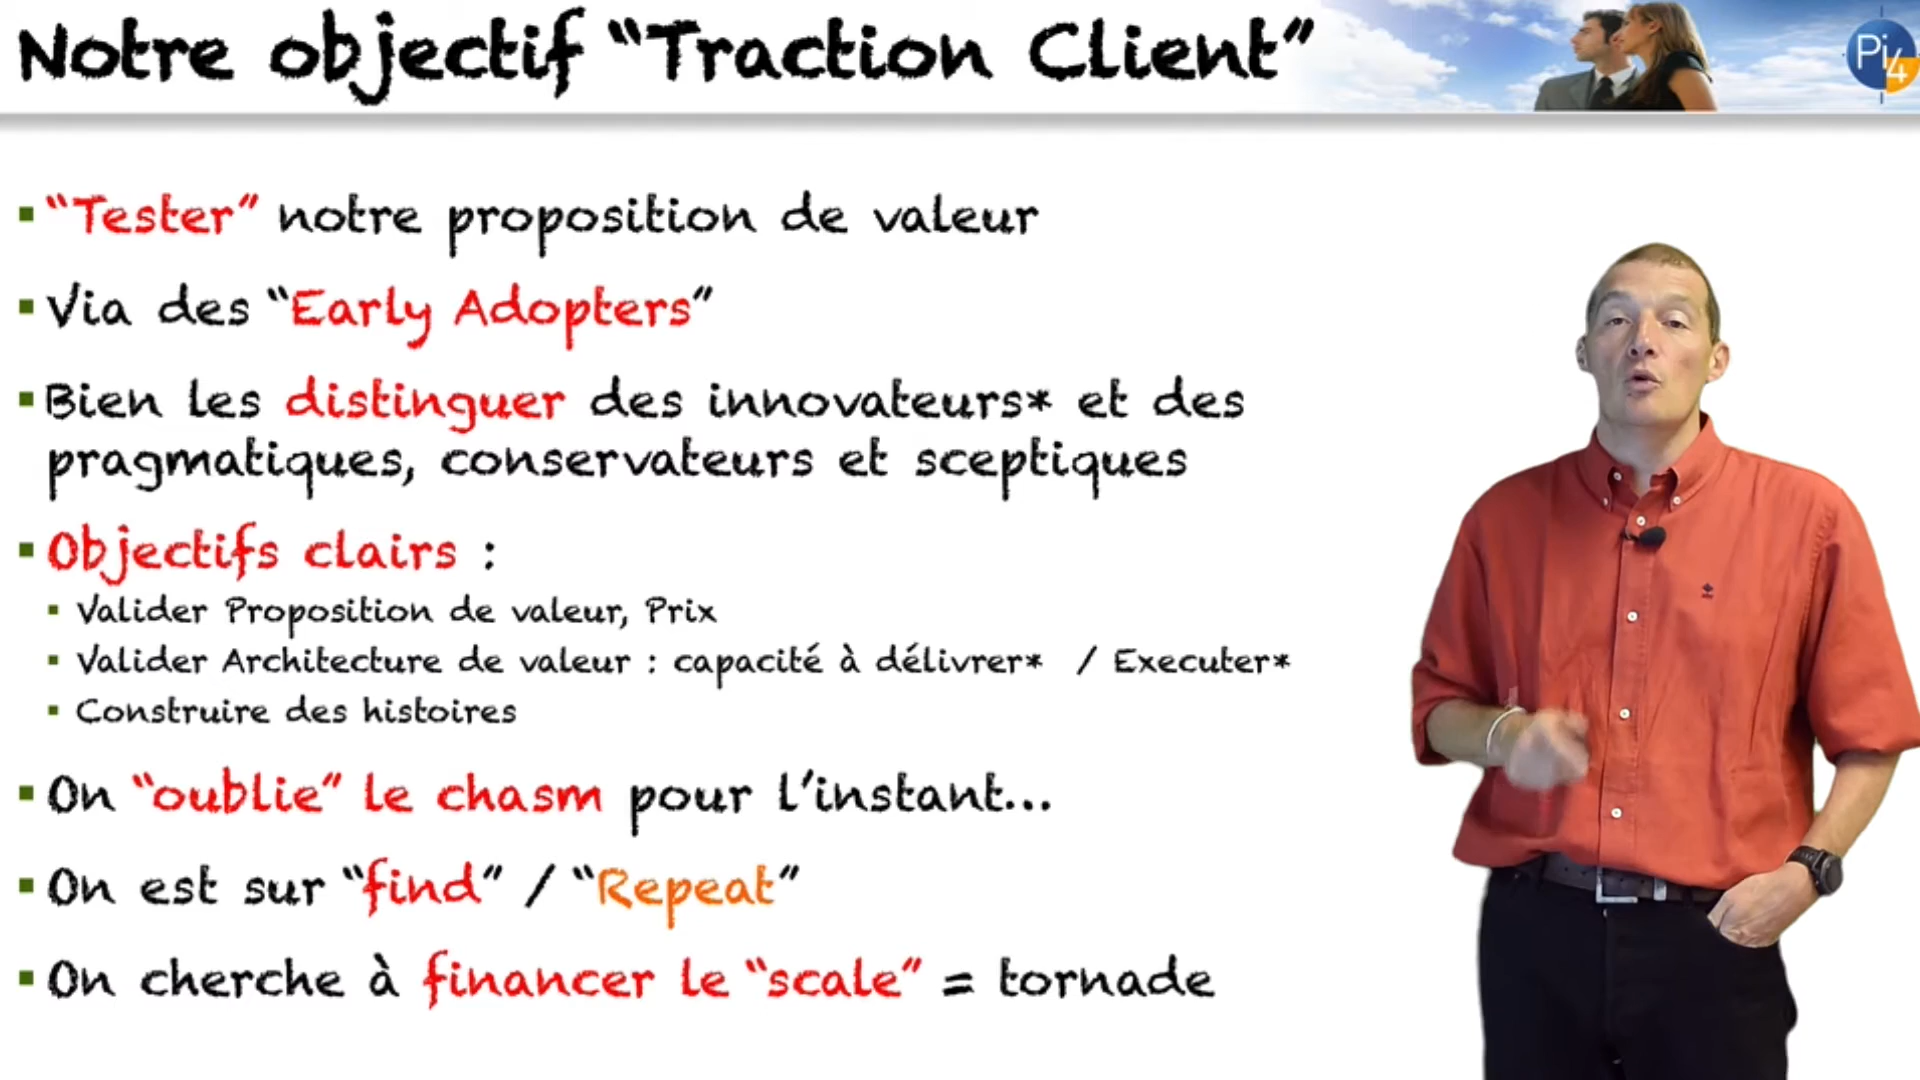 Notre objectif “Traction Client”
Pi4
“Tester” notre proposition de valeur
Via des “Early Adopters”
Bien les distinguer des innovateurs* et des
pragmatiques, conservateurs et sceptiques
Objectifs clairs :
Valider Proposition de valeur, Prix
Valider Architecture de valeur : capacité à délivrer* / Executer*
Construire des histoires
On “oublie” le chasm pour l’instant...
On est sur “find” / “Repeat”
On cherche à financer le “scale” = tornade